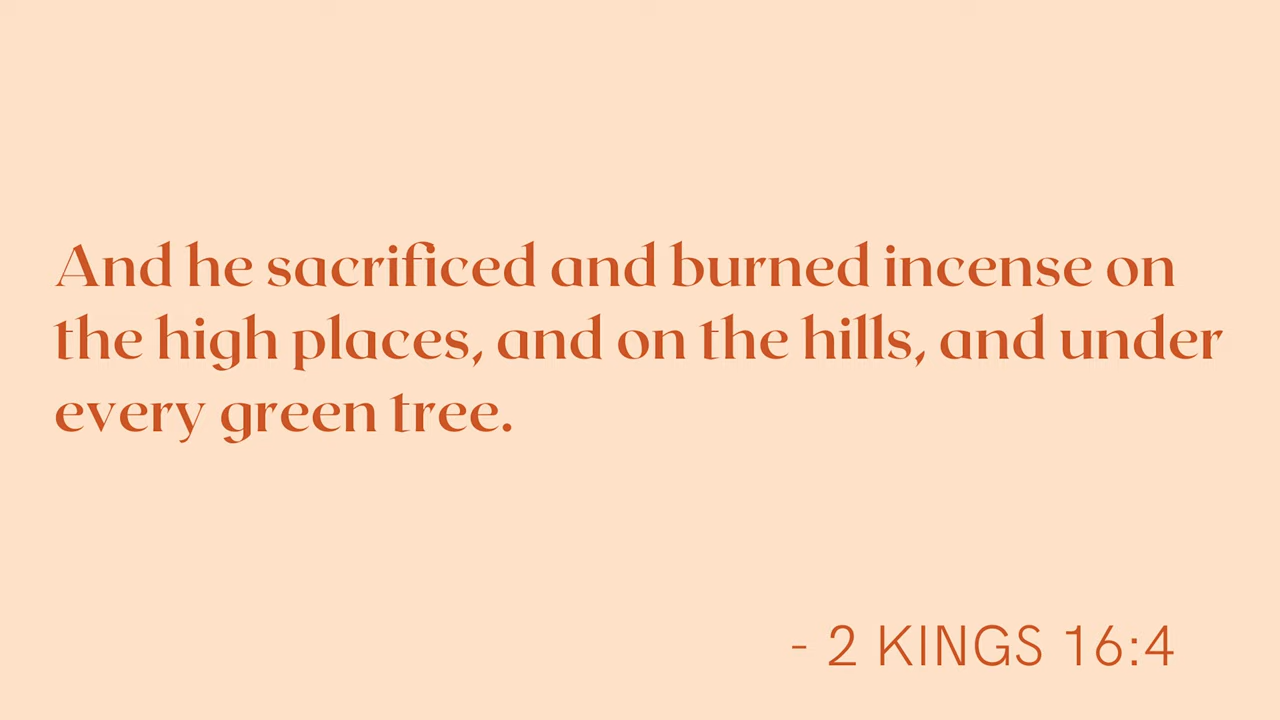 And he sacrificed and burned incense on
the high places, and on the hills, and under
every green tree.
- 2 KINGS 16:4